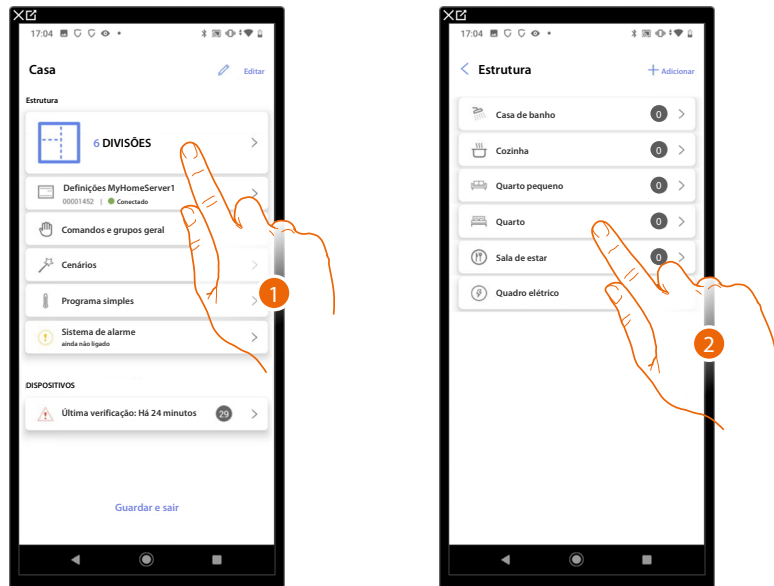 17:04
Casa
Editar
Estrutura
6 DIVISÕES
Definições MyHomeServer1
00001452 | Conectado
Comandos e grupos geral
Cenários
1
Programa simples
Sistema de alarme
ainda não ligado
DISPOSITIVOS
Última verificação: Há 24 minutos 29
Guardar e sair
17:04
Estrutura
Adicionar
Casa de banho 0
Cozinha 0
Quarto pequeno 0
Quarto 0
Sala de estar 0
Quadro elétrico
2